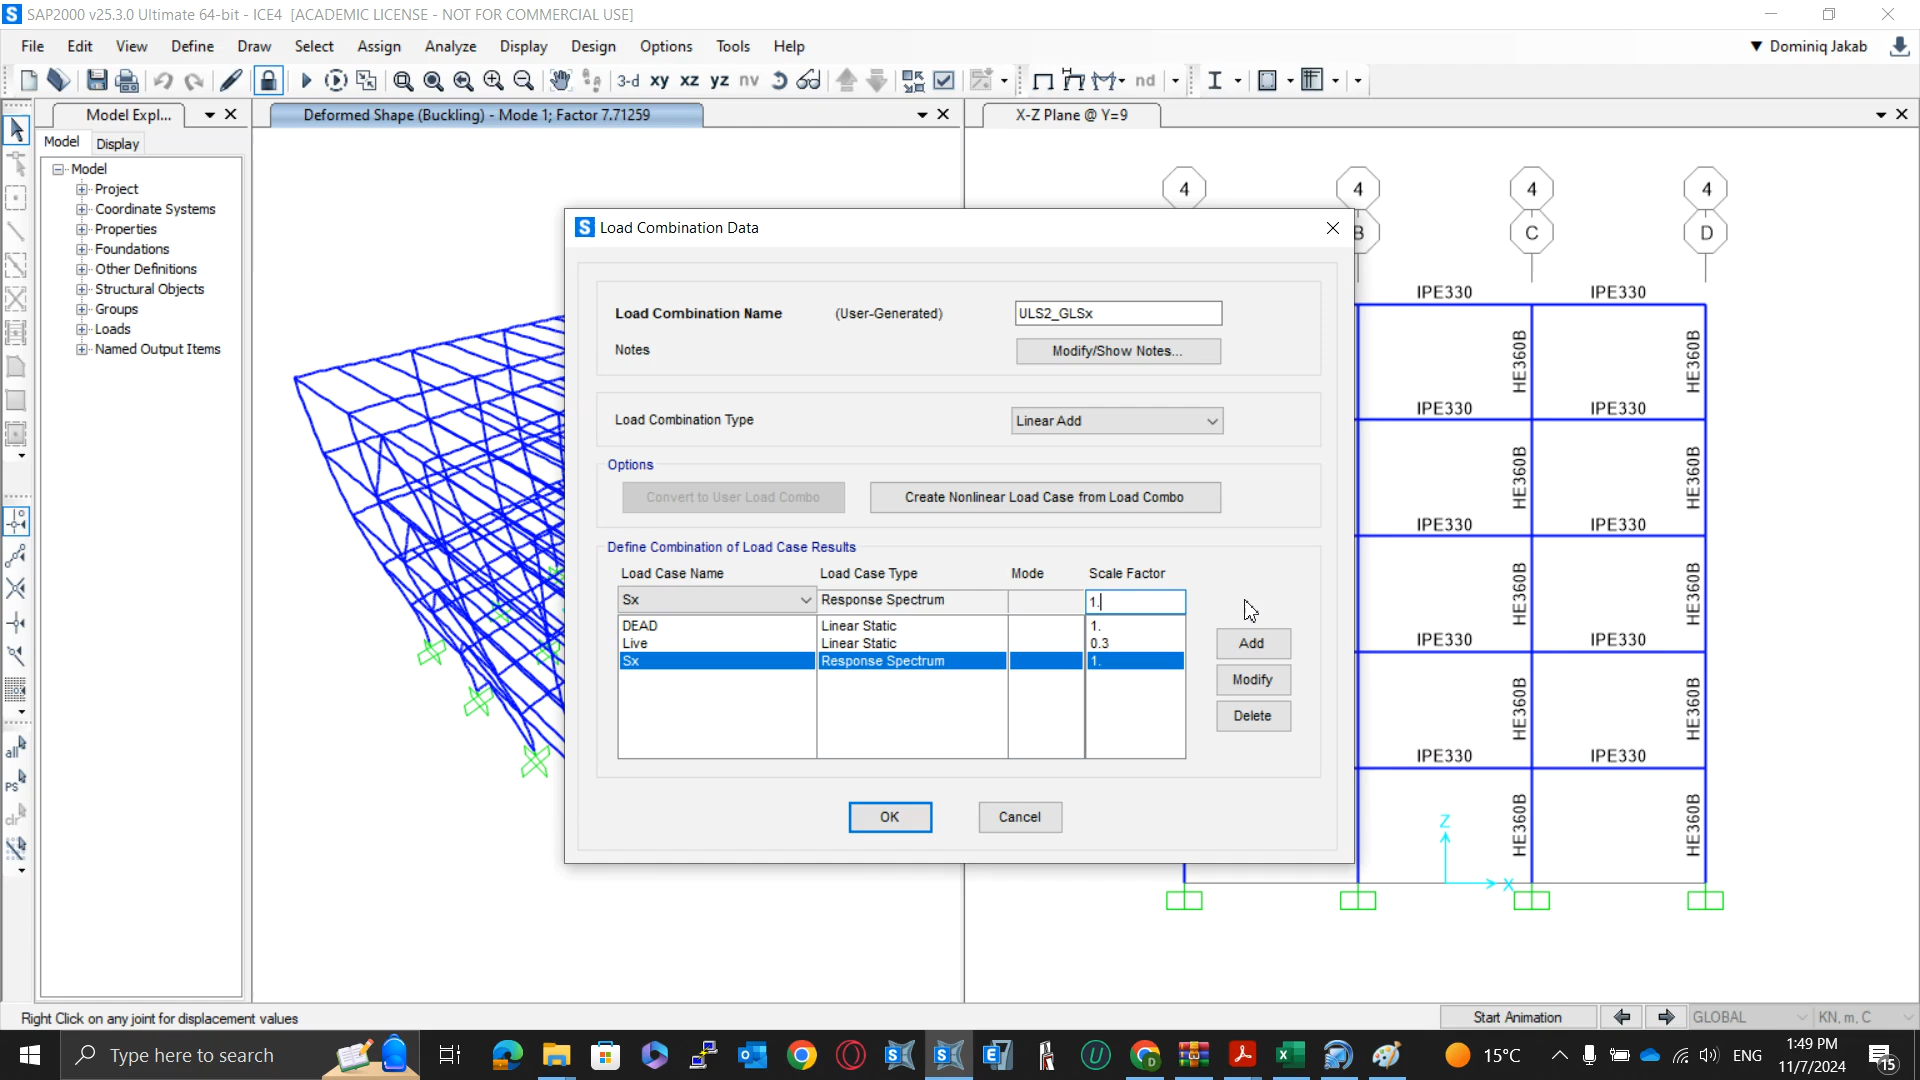 SAP2000 v25.3.0 Ultimate 64-bit - ICE4 [ACADEMIC LICENSE - NOT FOR COMMERCIAL USE]
File Edit View Define Draw Select Assign Analyze Display Design Options Tools Help Dominiq Jakab
3-d xy xz yz nv nd
Model Expl...
Deformed Shape (Buckling) - Mode 1; Factor 7.71259
X-Z Plane @ Y=9
Model Display
Model
Project
Coordinate Systems
Properties
Foundations
Other Definitions
Structural Objects
Groups
Loads
Named Output Items
all
PS
clr
Load Combination Data
Load Combination Name (User-Generated) ULS2_GLSx
Notes Modify/Show Notes...
Load Combination Type Linear Add
Options
Convert to User Load Combo Create Nonlinear Load Case from Load Combo
Define Combination of Load Case Results
Load Case Name Load Case Type Mode Scale Factor
Sx Response Spectrum 1.
DEAD Linear Static 1.
Live Linear Static 0.3
Sx Response Spectrum 1.
Add
Modify
Delete
OK Cancel
4 4 4 4
B C D
IPE330 IPE330
HE360B HE360B
IPE330 IPE330
HE360B HE360B
IPE330 IPE330
HE360B HE360B
IPE330 IPE330
HE360B HE360B
IPE330 IPE330
HE360B HE360B
Z
X
Right Click on any joint for displacement values
Start Animation GLOBAL KN, m, C
Type here to search
15°C ENG 1:49 PM
11/7/2024
15